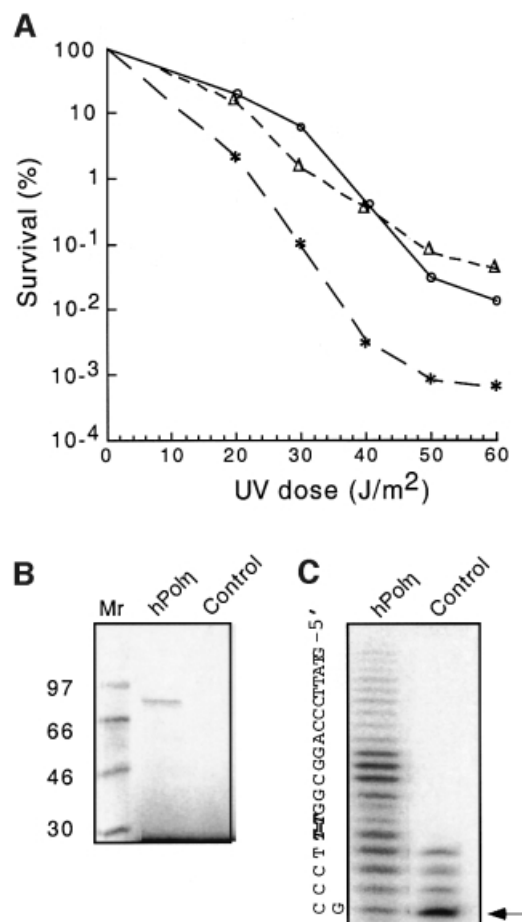 A
100
10
1
10-1
10-2
10-3
10-4
Survival (%)
0 10 20 30 40 50 60
UV dose (J/m2)
B
Mr
hPolη
Control
97
66
46
30
C
hPolη
Control
CCCTTTGGCGGACCCTTATG-5'
G